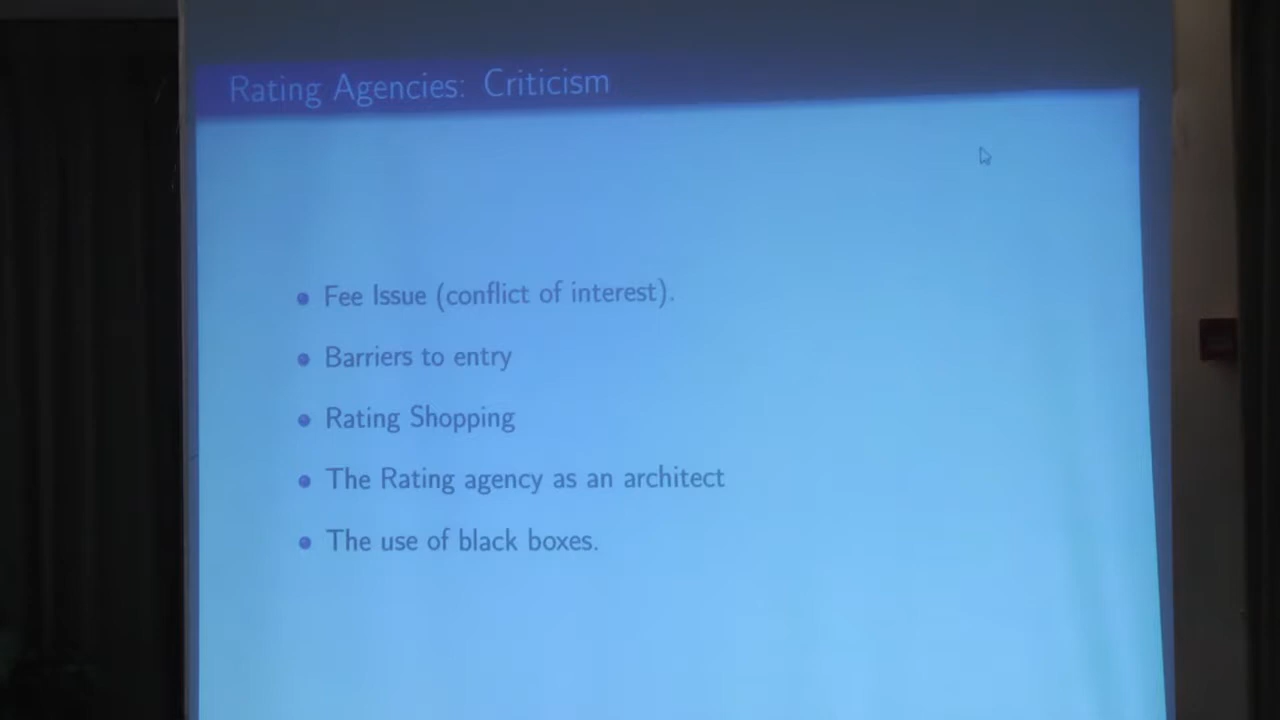 Rating Agencies: Criticism
Fee Issue (conflict of interest).
Barriers to entry
Rating Shopping
The Rating agency as an architect
The use of black boxes.